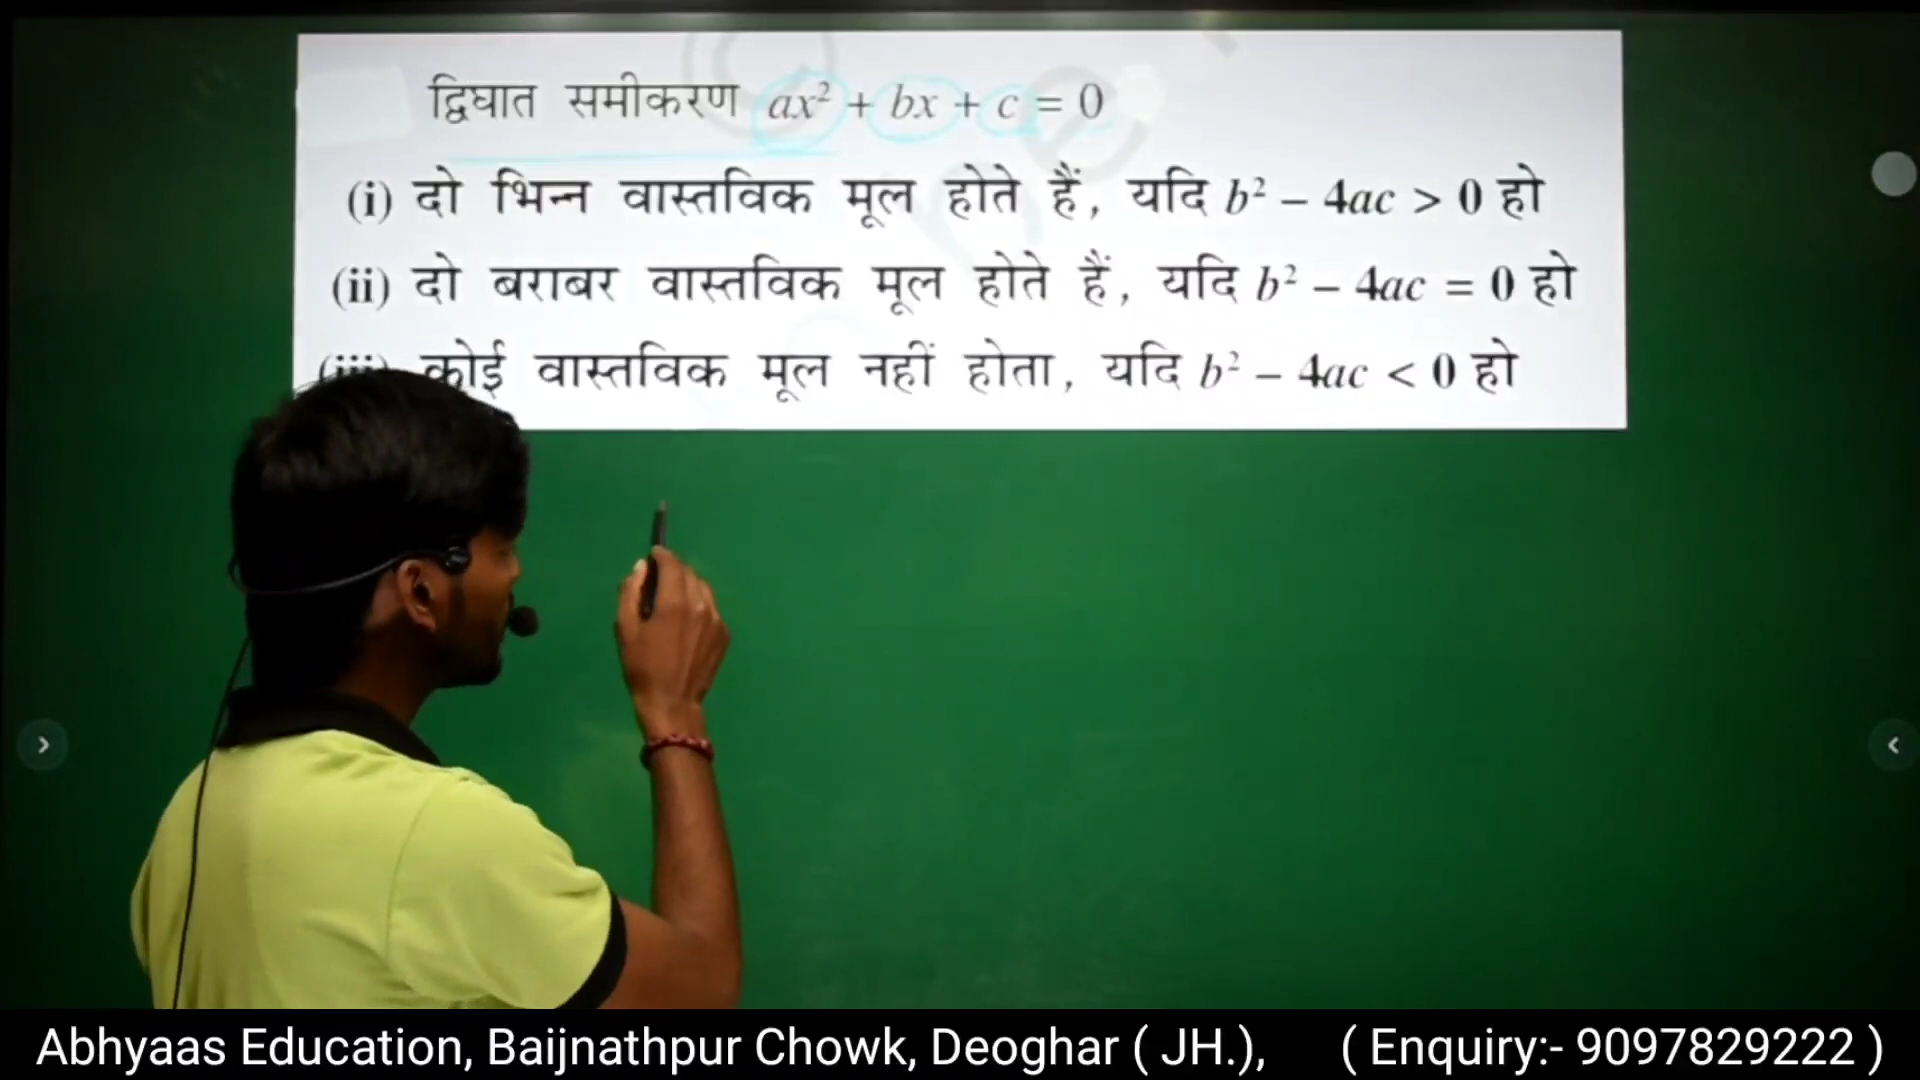 द्विघात समीकरण ax² + bx + c = 0
(i) दो भिन्न वास्तविक मूल होते हैं, यदि b² – 4ac > 0 हो
(ii) दो बराबर वास्तविक मूल होते हैं, यदि b² – 4ac = 0 हो
(iii) कोई वास्तविक मूल नहीं होता, यदि b² – 4ac < 0 हो
Abhyaas Education, Baijnathpur Chowk, Deoghar ( JH.), ( Enquiry:- 9097829222 )